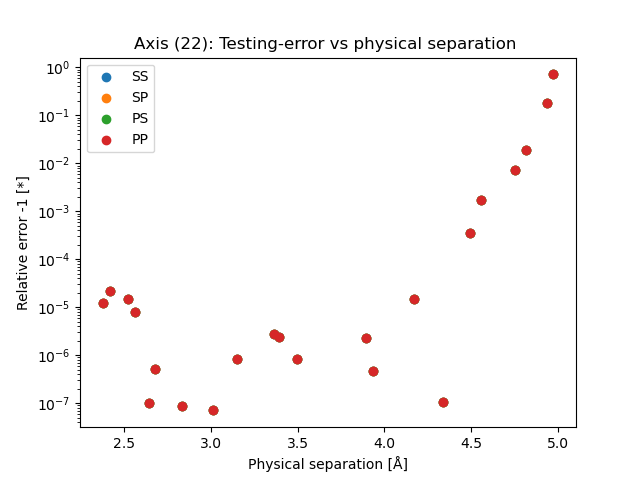 Axis (22): Testing-error vs physical separation
Relative error -1 [*]
10⁰
10⁻¹
10⁻²
10⁻³
10⁻⁴
10⁻⁵
10⁻⁶
10⁻⁷
SS
SP
PS
PP
2.5 3.0 3.5 4.0 4.5 5.0
Physical separation [Å]